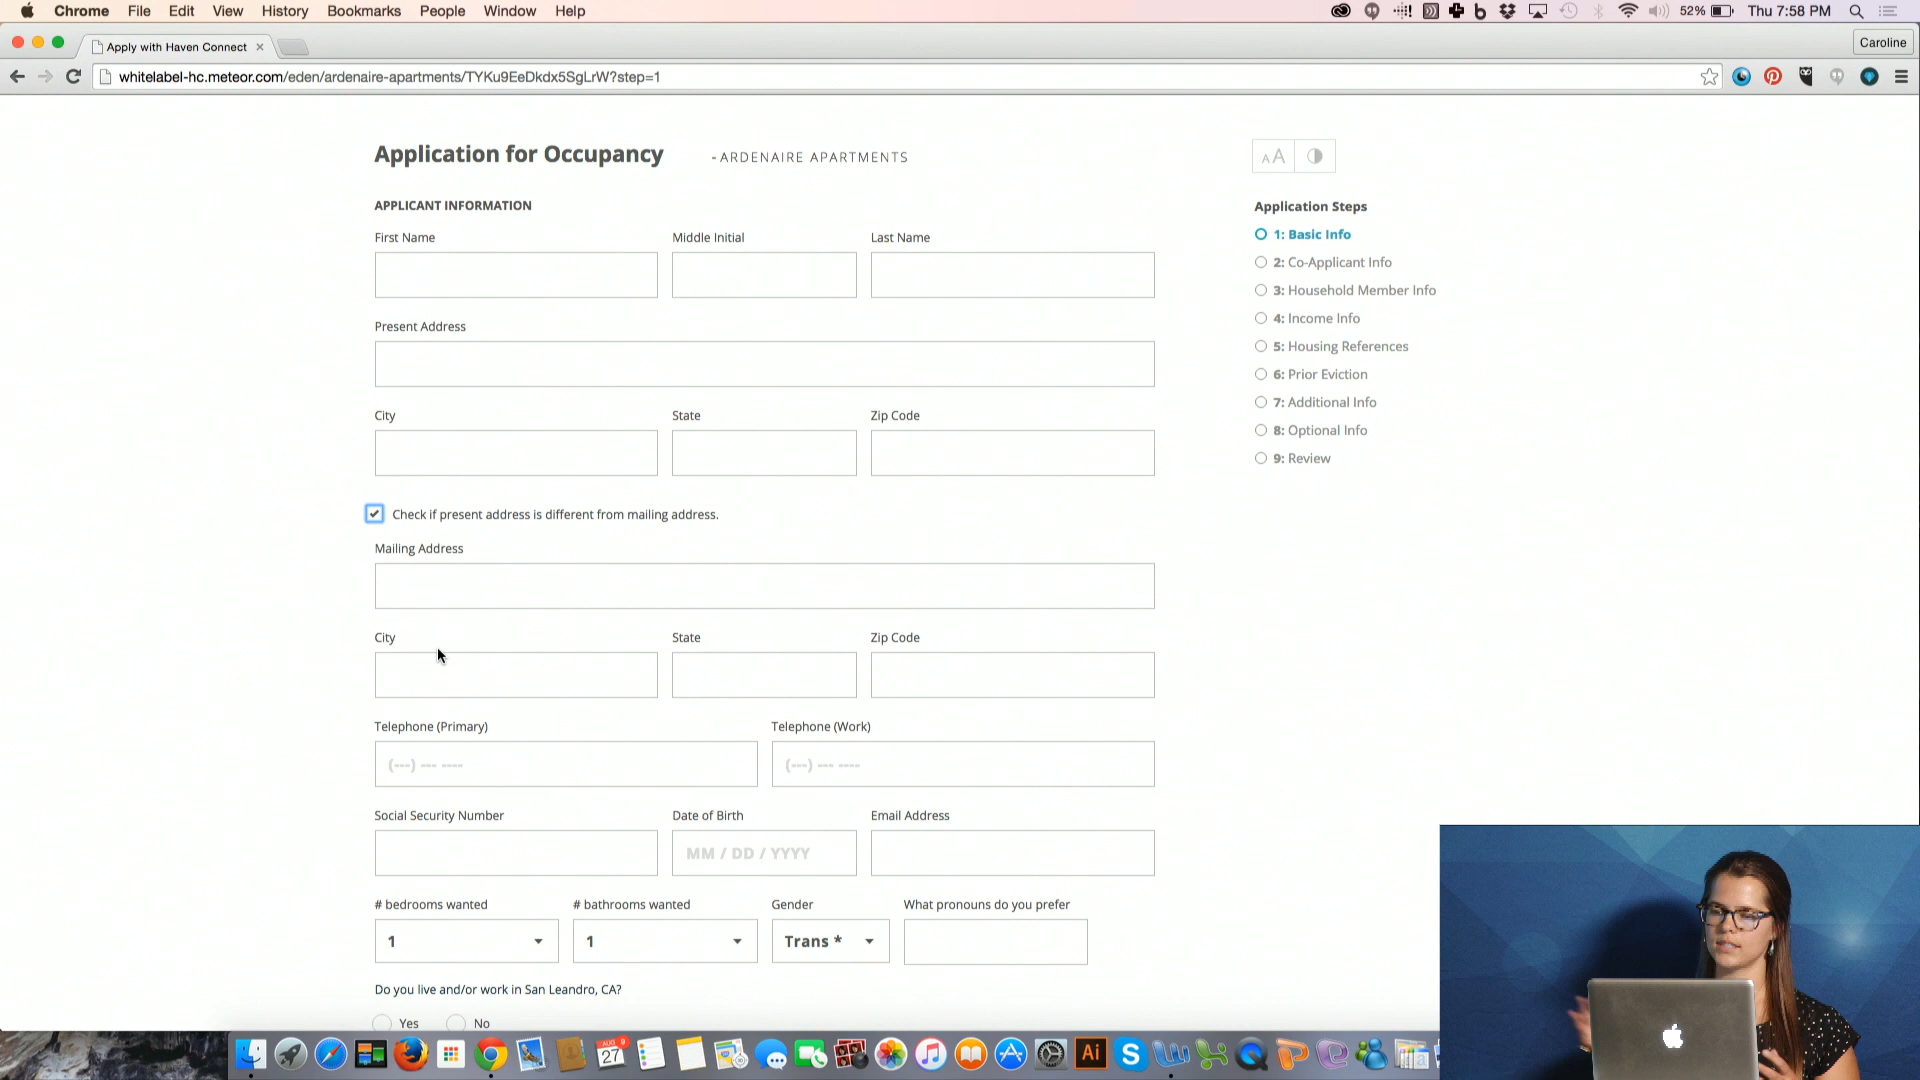 Chrome File Edit View History Bookmarks People Window Help 52% Thu 7:58 PM
Apply with Haven Connect Caroline
whitelabel-hc.meteor.com/eden/ardenaire-apartments/TYKu9EeDkdx5SgLrW?step=1
Application for Occupancy - ARDENAIRE APARTMENTS AA
APPLICANT INFORMATION
First Name Middle Initial Last Name
Present Address
City State Zip Code
Check if present address is different from mailing address.
Mailing Address
City State Zip Code
Telephone (Primary) Telephone (Work)
(---) --- ---- (---) --- ----
Social Security Number Date of Birth Email Address
MM / DD / YYYY
# bedrooms wanted # bathrooms wanted Gender What pronouns do you prefer
1 1 Trans *
Do you live and/or work in San Leandro, CA?
Yes No
Application Steps
1: Basic Info
2: Co-Applicant Info
3: Household Member Info
4: Income Info
5: Housing References
6: Prior Eviction
7: Additional Info
8: Optional Info
9: Review
AUG 9
27
Ai